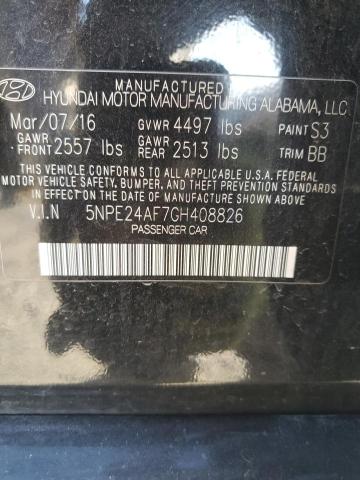 MANUFACTURED
HYUNDAI MOTOR MANUFACTURING ALABAMA, LLC
Mar/07/16 GVWR 4497 lbs PAINT S3
GAWR FRONT 2557 lbs GAWR REAR 2513 lbs TRIM BB
THIS VEHICLE CONFORMS TO ALL APPLICABLE U.S.A. FEDERAL
MOTOR VEHICLE SAFETY, BUMPER, AND THEFT PREVENTION STANDARDS
IN EFFECT ON THE DATE OF MANUFACTURE SHOWN ABOVE.
V.I.N 5NPE24AF7GH408826
PASSENGER CAR